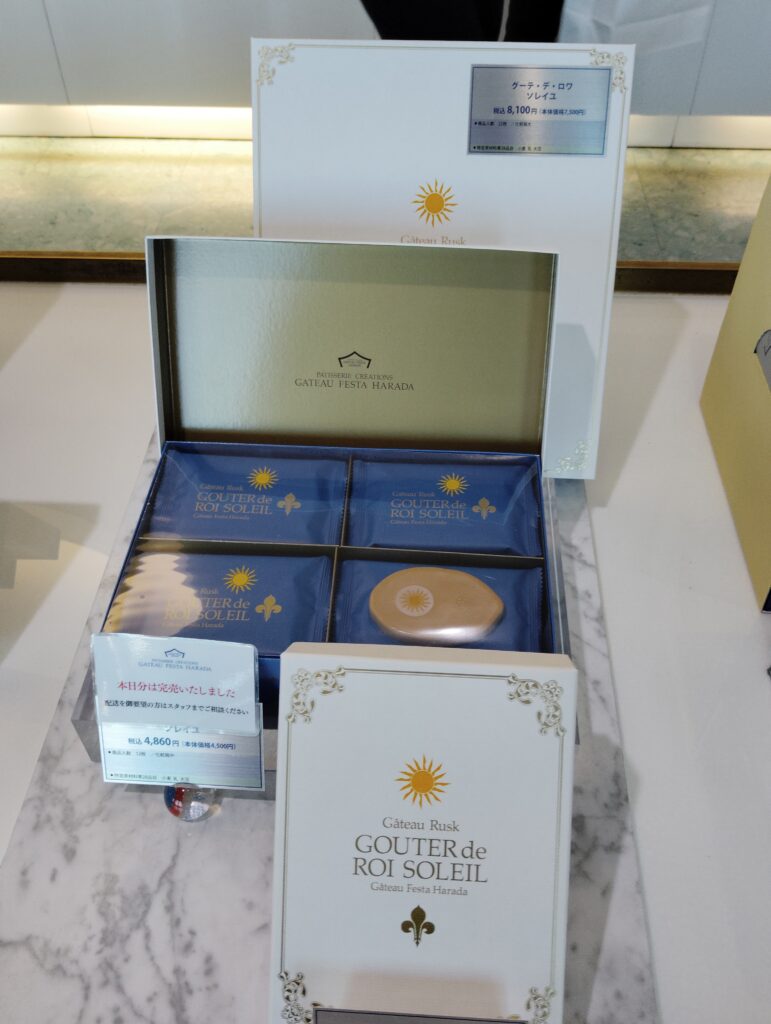 グーテ・デ・ロワ
ソレイユ
税込 8,100円 (本体価格7,500円)
Gâteau Rusk
PATISSERIE CREATIONS
GATEAU FESTA HARADA
Gâteau Rusk
GOUTER de
ROI SOLEIL
Gâteau Festa Harada
Gâteau Rusk
GOUTER de
ROI SOLEIL
Gâteau Festa Harada
Gâteau Rusk
GOUTER de
ROI SOLEIL
Gâteau Festa Harada
PATISSERIE CREATIONS
GATEAU FESTA HARADA
本日分は完売いたしました
配送を御要望の方はスタッフまでご相談ください
ソレイユ
税込 4,860円 (本体価格4,500円)
Gâteau Rusk
GOUTER de
ROI SOLEIL
Gâteau Festa Harada